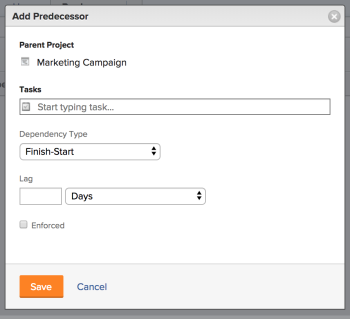 Add Predecessor
Parent Project
Marketing Campaign
Tasks
Start typing task...
Dependency Type
Finish-Start
Lag
Days
Enforced
Save Cancel